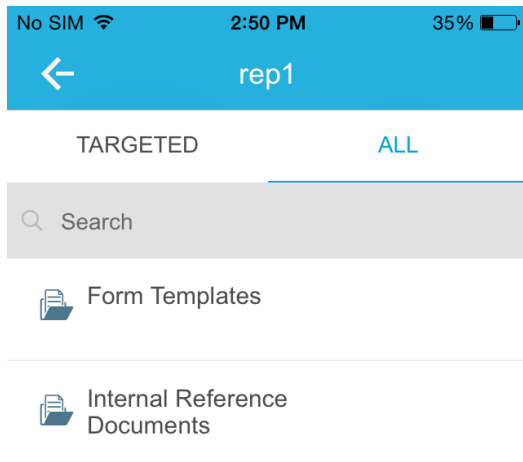 No SIM 2:50 PM 35%
rep1
TARGETED ALL
Search
Form Templates
Internal Reference
Documents